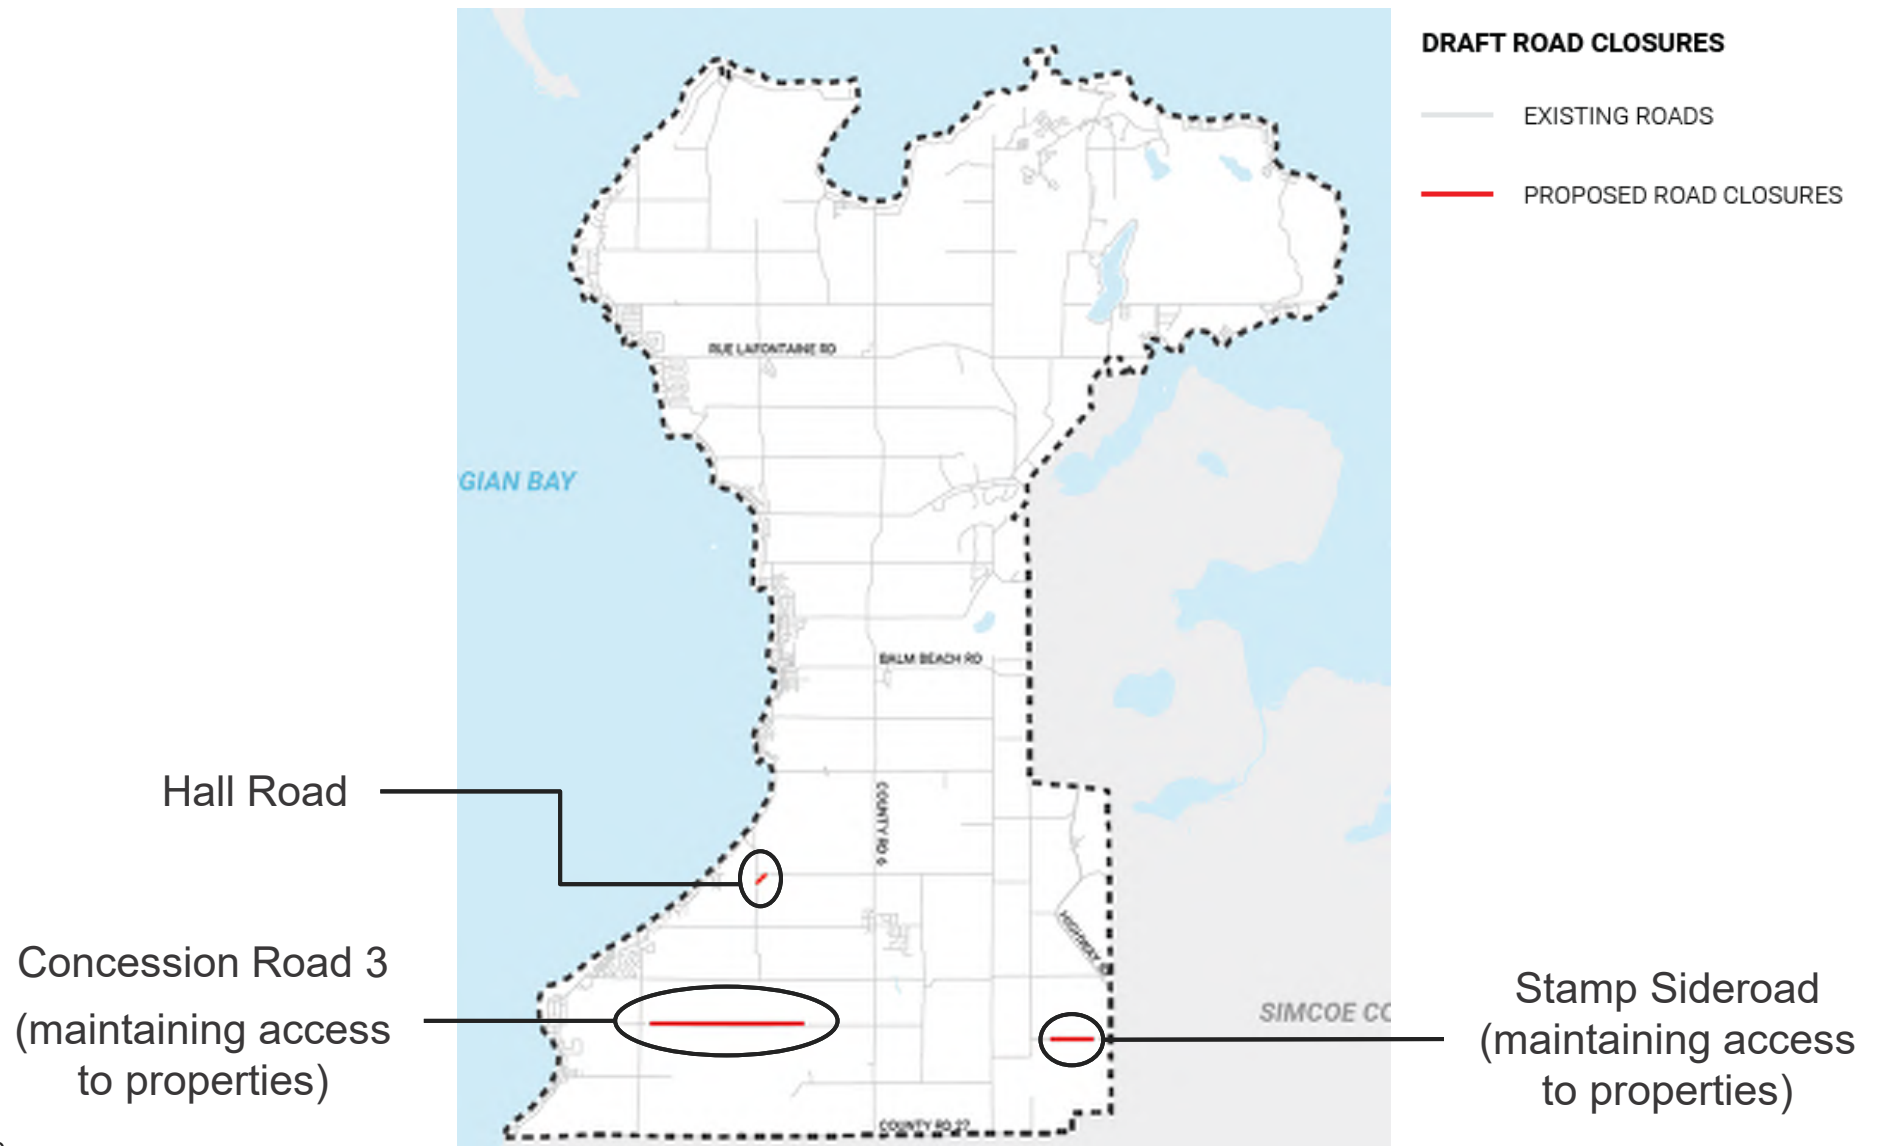 DRAFT ROAD CLOSURES
EXISTING ROADS
PROPOSED ROAD CLOSURES
RUE LAFONTAINE RD
GIAN BAY
BALM BEACH RD
COUNTY RD 6
Hall Road
HIGHWAY
Concession Road 3
(maintaining access
to properties)
SIMCOE CO
Stamp Sideroad
(maintaining access
to properties)
COUNTY RD 27